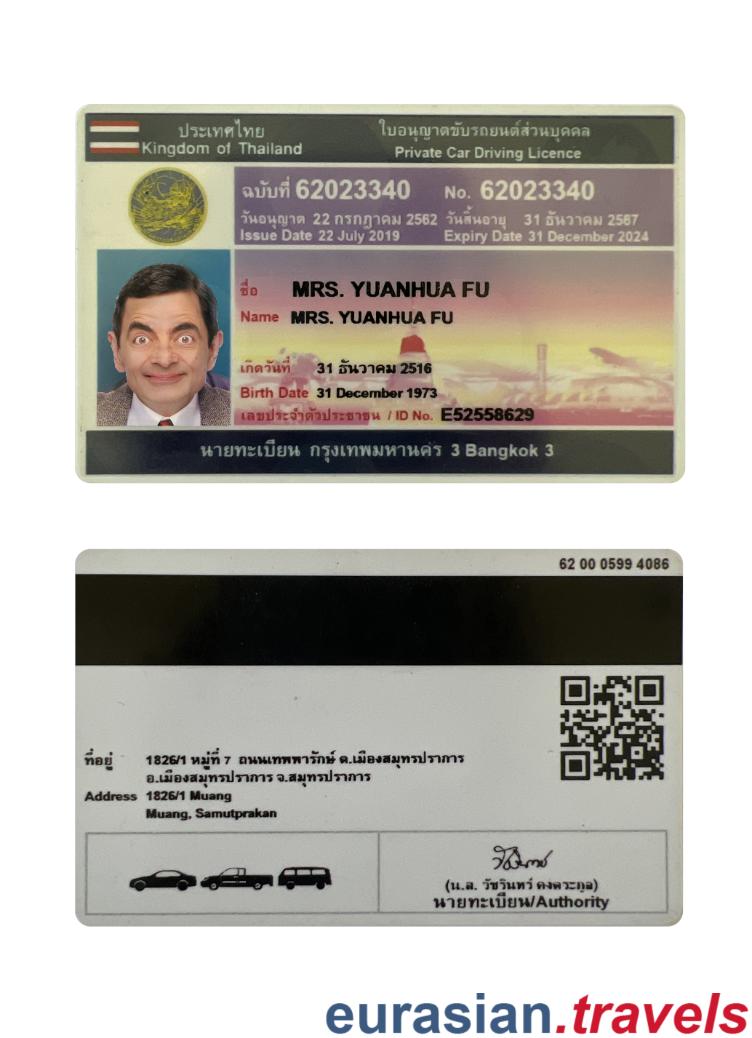 ประเทศไทย
Kingdom of Thailand
ใบอนุญาตขับรถยนต์ส่วนบุคคล
Private Car Driving Licence
ฉบับที่ 62023340 No. 62023340
วันอนุญาต 22 กรกฎาคม 2562 วันสิ้นอายุ 31 ธันวาคม 2567
Issue Date 22 July 2019 Expiry Date 31 December 2024
ชื่อ MRS. YUANHUA FU
Name MRS. YUANHUA FU
เกิดวันที่ 31 ธันวาคม 2516
Birth Date 31 December 1973
เลขประจำตัวประชาชน / ID No. E52558629
นายทะเบียน กรุงเทพมหานคร 3 Bangkok 3
62 00 0599 4086
ที่อยู่ 1826/1 หมู่ที่ 7 ถนนเทพพารักษ์ ต.เมืองสมุทรปราการ
อ.เมืองสมุทรปราการ จ.สมุทรปราการ
Address 1826/1 Muang
Muang, Samutprakan
(น.ส. วัชรินทร์
นายทะเบียน/Authority
eurasian.travels